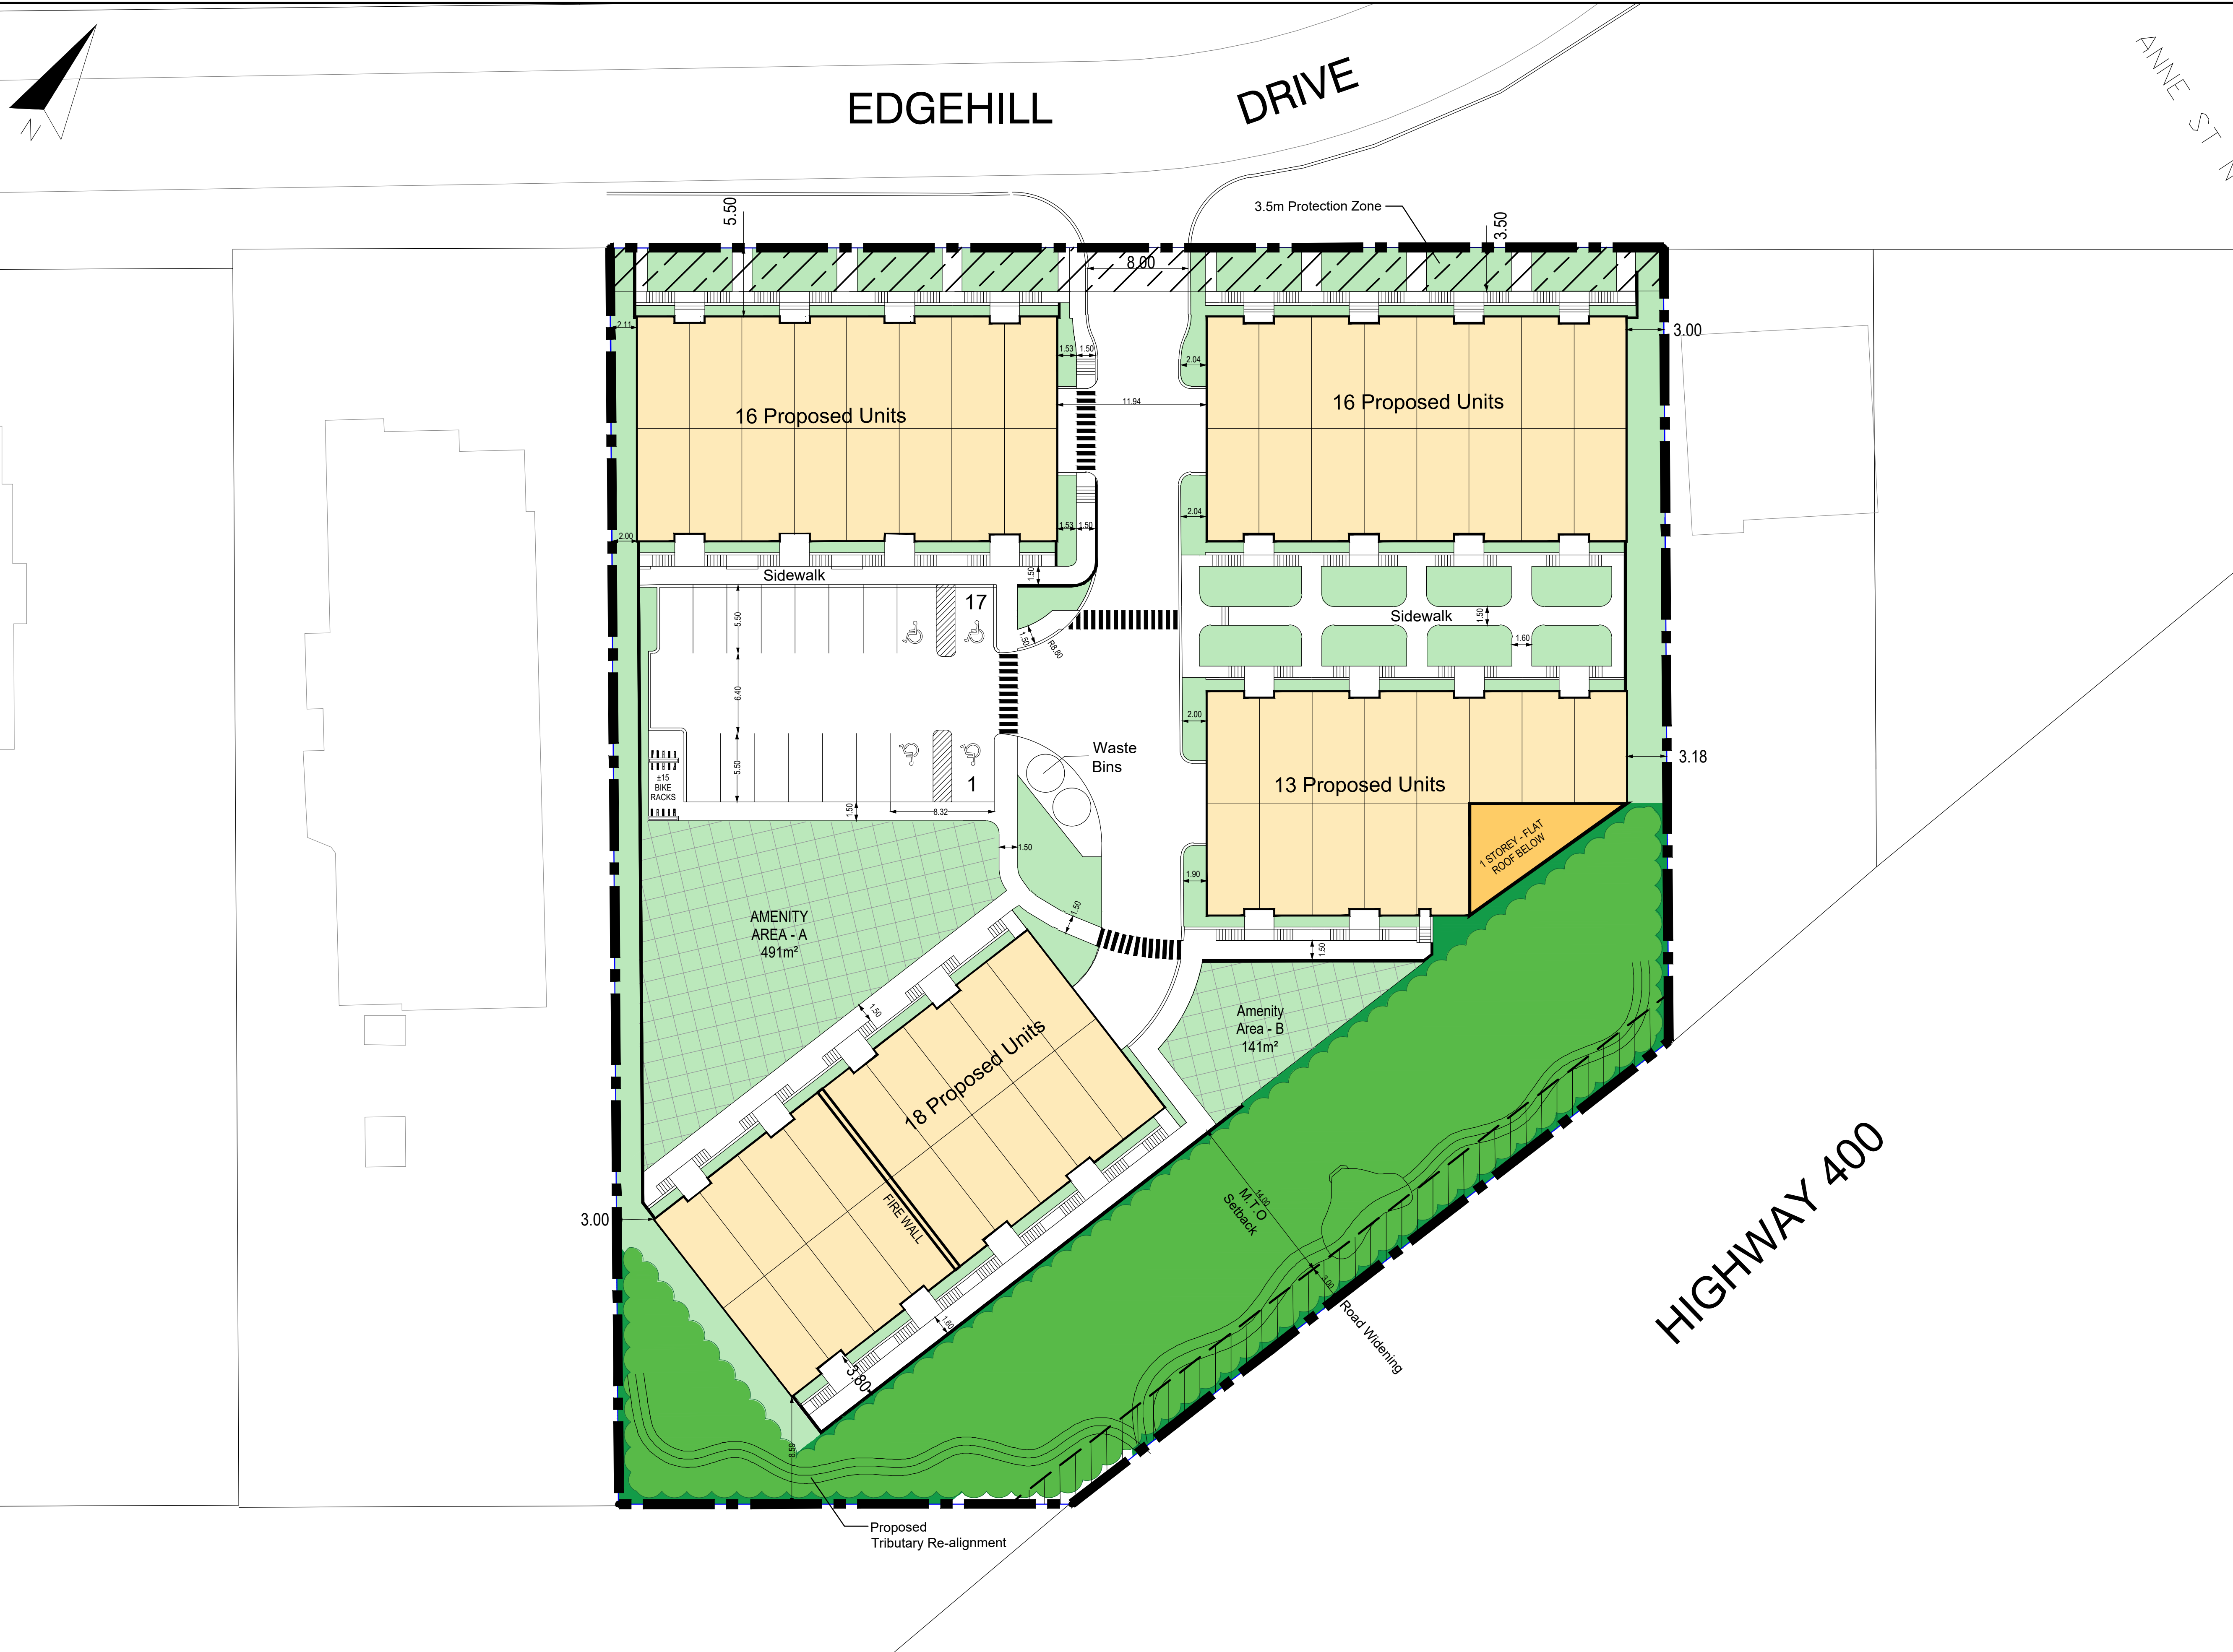 N
EDGEHILL DRIVE
ANNE ST N
3.5m Protection Zone
5.50
3.50
8.00
2.11
3.00
1.53
1.50
2.04
16 Proposed Units
16 Proposed Units
11.94
2.04
1.53
1.50
2.00
Sidewalk
1.50
17
5.50
Sidewalk
1.50
1.60
1.50
R8.80
6.40
2.00
Waste
Bins
3.18
±15
BIKE
RACKS
5.50
1
13 Proposed Units
1.50
6.32
1 STOREY - FLAT
ROOF BELOW
1.50
1.90
AMENITY
AREA - A
491m²
1.50
1.50
1.50
Amenity
Area - B
141m²
18 Proposed Units
FIRE WALL
3.00
14.00
M.T.O
Setback
HIGHWAY 400
3.00
Road Widening
1.60
3.80
8.59
Proposed
Tributary Re-alignment